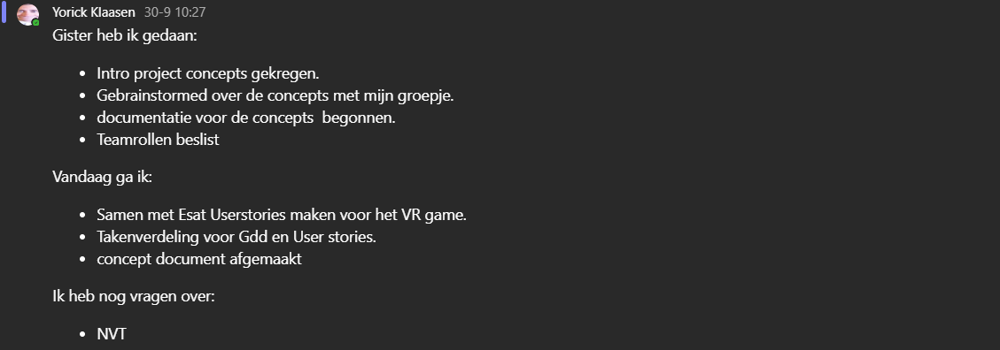 Yorick Klaasen 30-9 10:27
Gister heb ik gedaan:
Intro project concepts gekregen.
Gebrainstormed over de concepts met mijn groepje.
documentatie voor de concepts  begonnen.
Teamrollen beslist
Vandaag ga ik:
Samen met Esat Userstories maken voor het VR game.
Takenverdeling voor Gdd en User stories.
concept document afgemaakt
Ik heb nog vragen over:
NVT